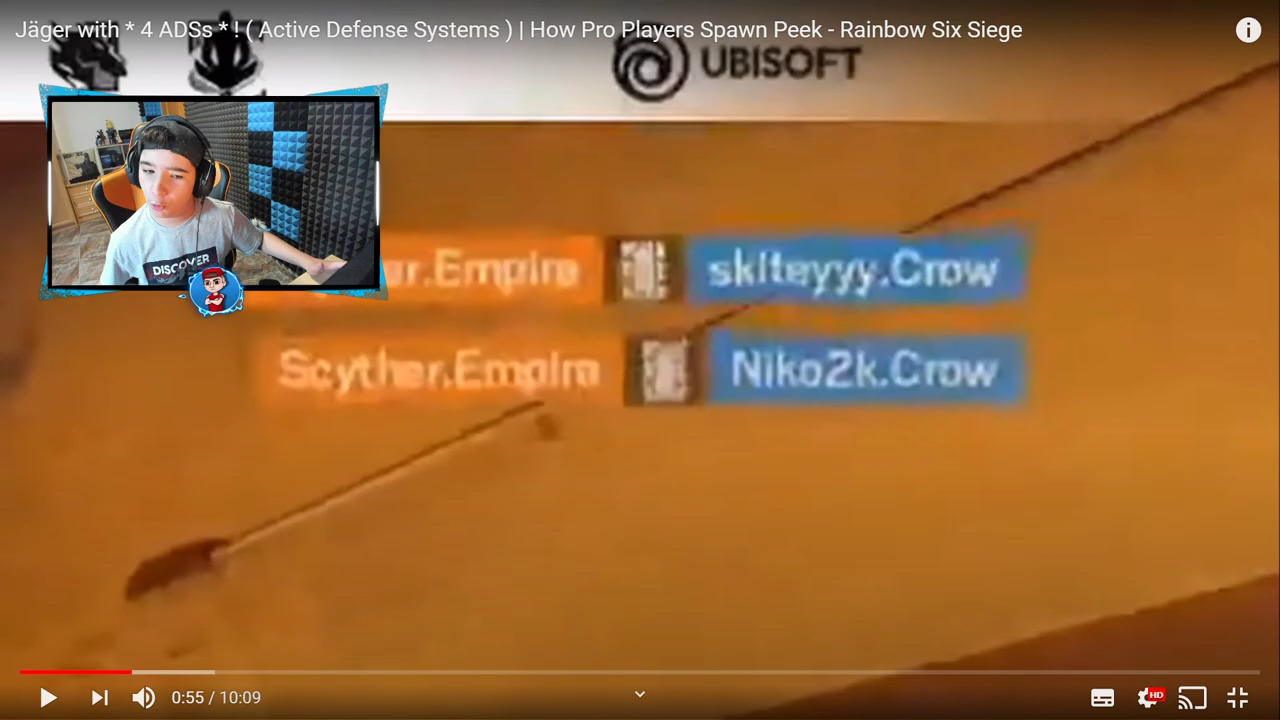 Jäger with * 4 ADSs * ! ( Active Defense Systems ) | How Pro Players Spawn Peek - Rainbow Six Siege
UBISOFT
DISCOVER
er.Empire skiteyyy.Crow
Scyther.Empire Niko2k.Crow
0:55 / 10:09
HD